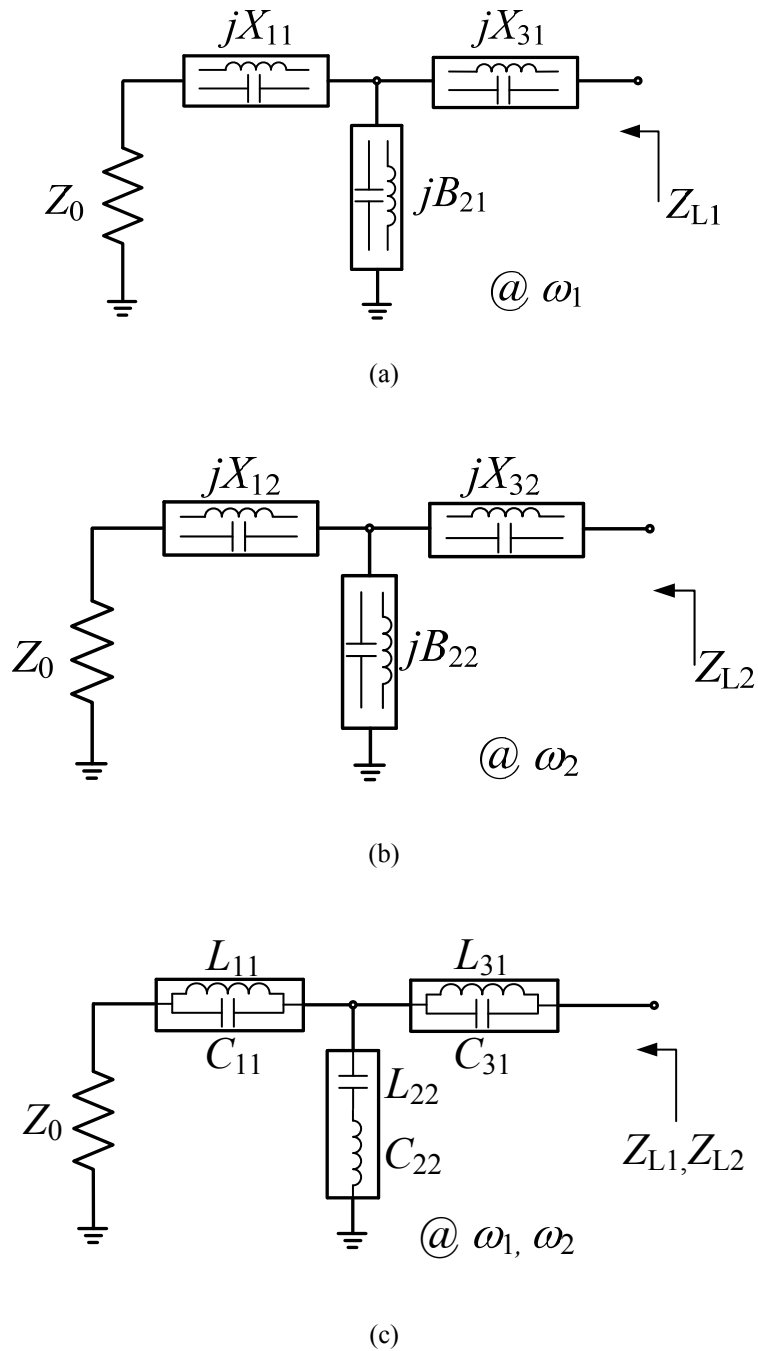 jX11 jX31
Z0
jB21
ZL1
@ ω1
(a)
jX12 jX32
Z0
jB22
ZL2
@ ω2
(b)
L11 L31
C11 C31
Z0
L22
C22
ZL1,ZL2
@ ω1, ω2
(c)